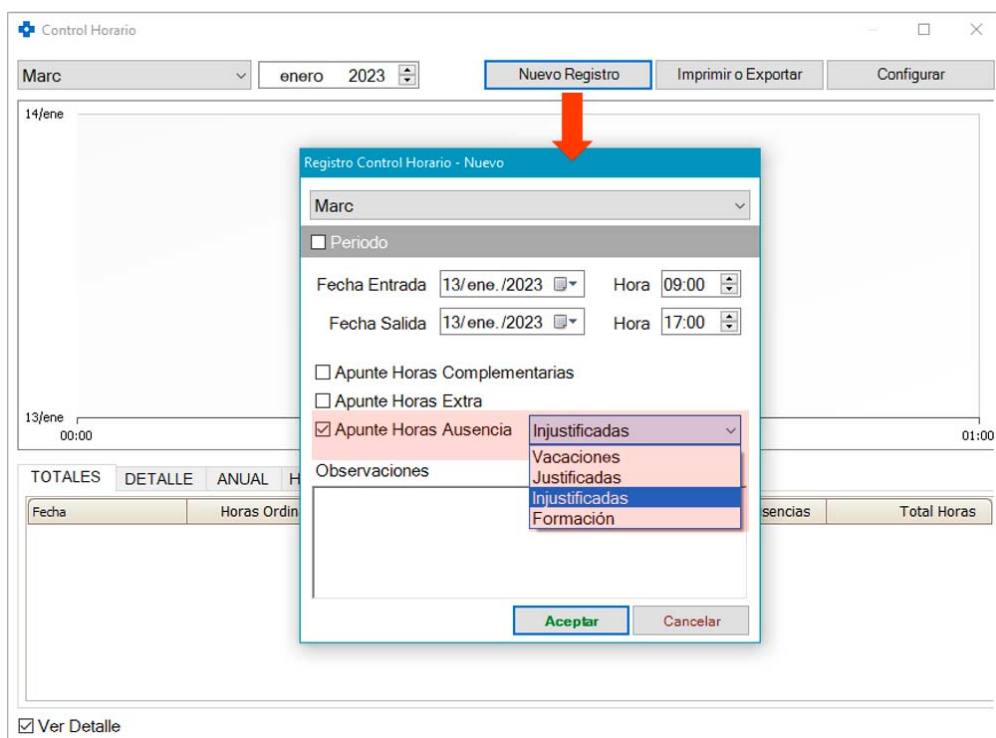 Control Horario
Marc enero 2023 Nuevo Registro Imprimir o Exportar Configurar
14/ene
Registro Control Horario - Nuevo
Marc
Periodo
Fecha Entrada 13/ene./2023 Hora 09:00
Fecha Salida 13/ene./2023 Hora 17:00
Apunte Horas Complementarias
Apunte Horas Extra
13/ene
Apunte Horas Ausencia Injustificadas
00:00 01:00
Vacaciones
Observaciones
Justificadas
TOTALES DETALLE ANUAL H
Injustificadas
Fecha Horas Ordin sencias Total Horas
Formación
Aceptar Cancelar
Ver Detalle